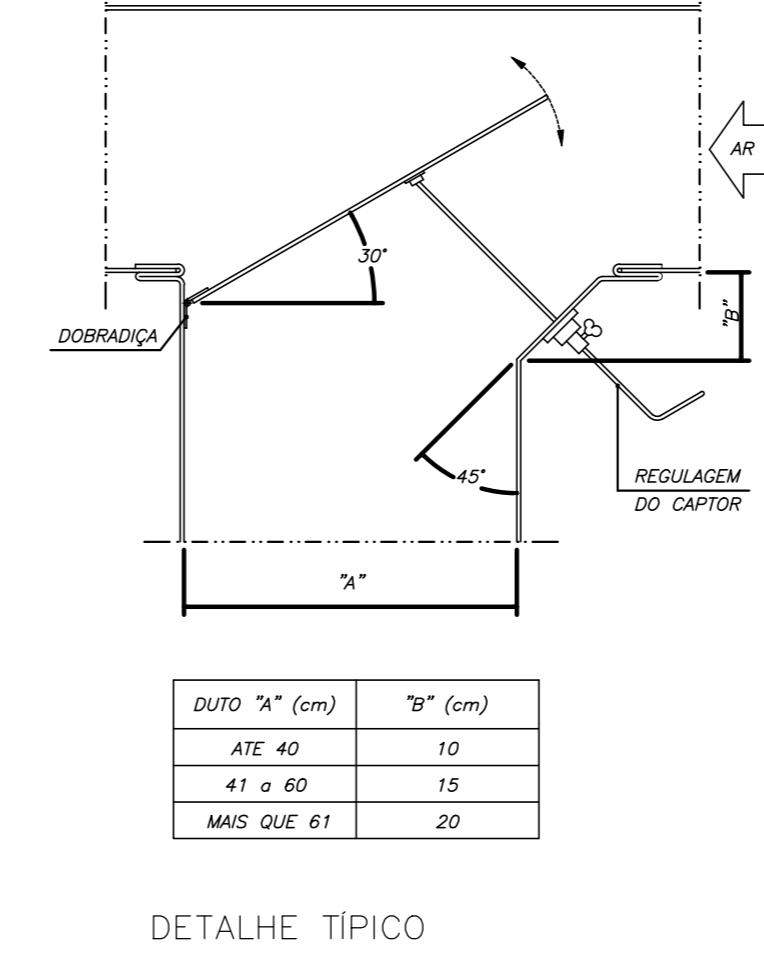 AR
30°
DOBRADIÇA
"B"
45°
REGULAGEM
DO CAPTOR
"A"
DUTO "A" (cm) "B" (cm)
ATE 40 10
41 a 60 15
MAIS QUE 61 20
DETALHE TÍPICO